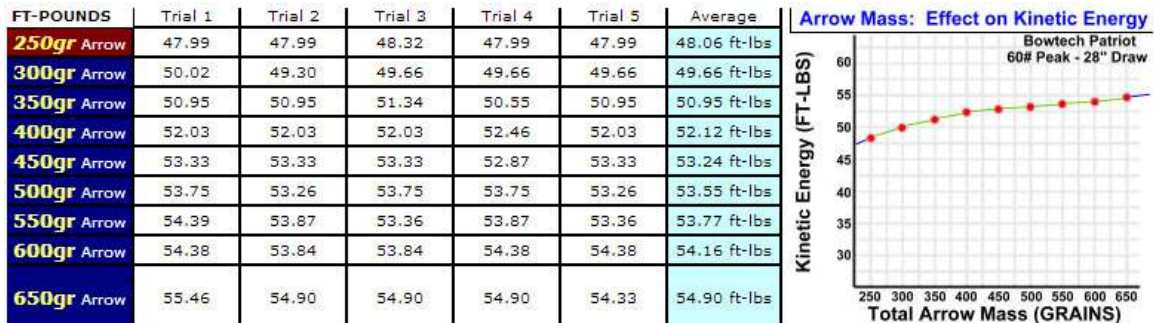 FT-POUNDS Trial 1 Trial 2 Trial 3 Trial 4 Trial 5 Average
250gr Arrow 47.99 47.99 48.32 47.99 47.99 48.06 ft-lbs
300gr Arrow 50.02 49.30 49.66 49.66 49.66 49.66 ft-lbs
350gr Arrow 50.95 50.95 51.34 50.55 50.95 50.95 ft-lbs
400gr Arrow 52.03 52.03 52.03 52.46 52.03 52.12 ft-lbs
450gr Arrow 53.33 53.33 53.33 52.87 53.33 53.24 ft-lbs
500gr Arrow 53.75 53.26 53.75 53.75 53.26 53.55 ft-lbs
550gr Arrow 54.39 53.87 53.36 53.87 53.36 53.77 ft-lbs
600gr Arrow 54.38 53.84 53.84 54.38 54.38 54.16 ft-lbs
650gr Arrow 55.46 54.90 54.90 54.90 54.33 54.90 ft-lbs
Arrow Mass: Effect on Kinetic Energy
Bowtech Patriot
60# Peak - 28" Draw
Kinetic Energy (FT-LBS)
60
55
50
45
40
35
30
250 300 350 400 450 500 550 600 650
Total Arrow Mass (GRAINS)